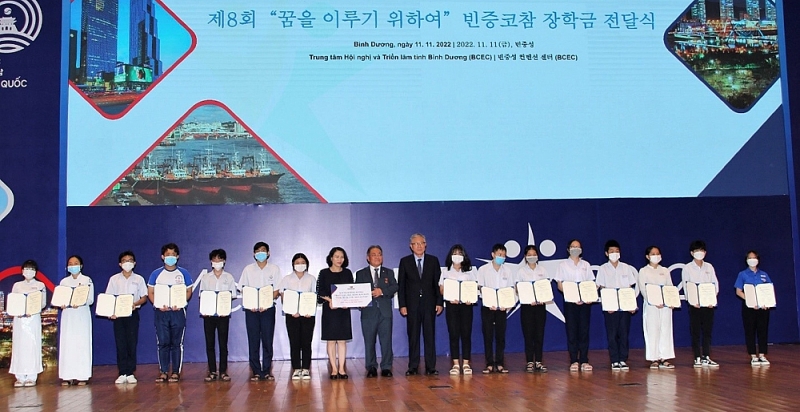 제8회 “꿈을 이루기 위하여” 빈증코참 장학금 전달식
Bình Dương, ngày 11. 11. 2022 | 2022. 11. 11(금), 빈증성
Trung tâm Hội nghị và Triển lãm tỉnh Bình Dương (BCEC) | 빈증성 컨벤션 센터 (BCEC)
QUỐC